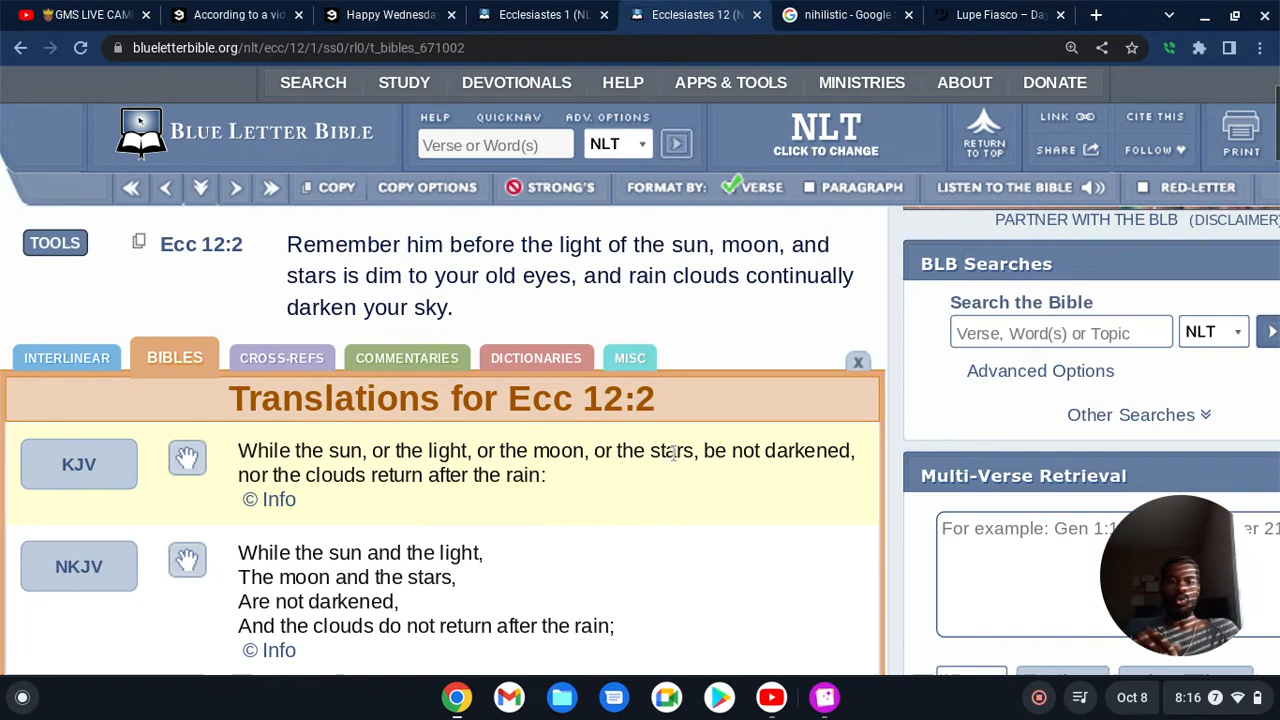 GMS LIVE CAM
According to a vid
Happy Wednesday
Ecclesiastes 1 (NL
Ecclesiastes 12 (N
nihilistic - Google
Lupe Fiasco – Da
blueletterbible.org/nlt/ecc/12/1/ss0/rl0/t_bibles_671002
SEARCH STUDY DEVOTIONALS HELP APPS & TOOLS MINISTRIES ABOUT DONATE
BLUE LETTER BIBLE
HELP QUICKNAV ADV. OPTIONS
Verse or Word(s) NLT
NLT
CLICK TO CHANGE
RETURN
TO TOP
LINK CITE THIS
SHARE FOLLOW
PRINT
COPY COPY OPTIONS STRONG'S FORMAT BY: VERSE PARAGRAPH LISTEN TO THE BIBLE RED-LETTER
PARTNER WITH THE BLB (DISCLAIMER)
TOOLS Ecc 12:2 Remember him before the light of the sun, moon, and
stars is dim to your old eyes, and rain clouds continually
darken your sky.
INTERLINEAR BIBLES CROSS-REFS COMMENTARIES DICTIONARIES MISC X
Translations for Ecc 12:2
KJV While the sun, or the light, or the moon, or the stars, be not darkened,
nor the clouds return after the rain:
© Info
NKJV While the sun and the light,
The moon and the stars,
Are not darkened,
And the clouds do not return after the rain;
© Info
BLB Searches
Search the Bible
Verse, Word(s) or Topic NLT
Advanced Options
Other Searches
Multi-Verse Retrieval
For example: Gen 1:1 er 21
Oct 8 8:16 7